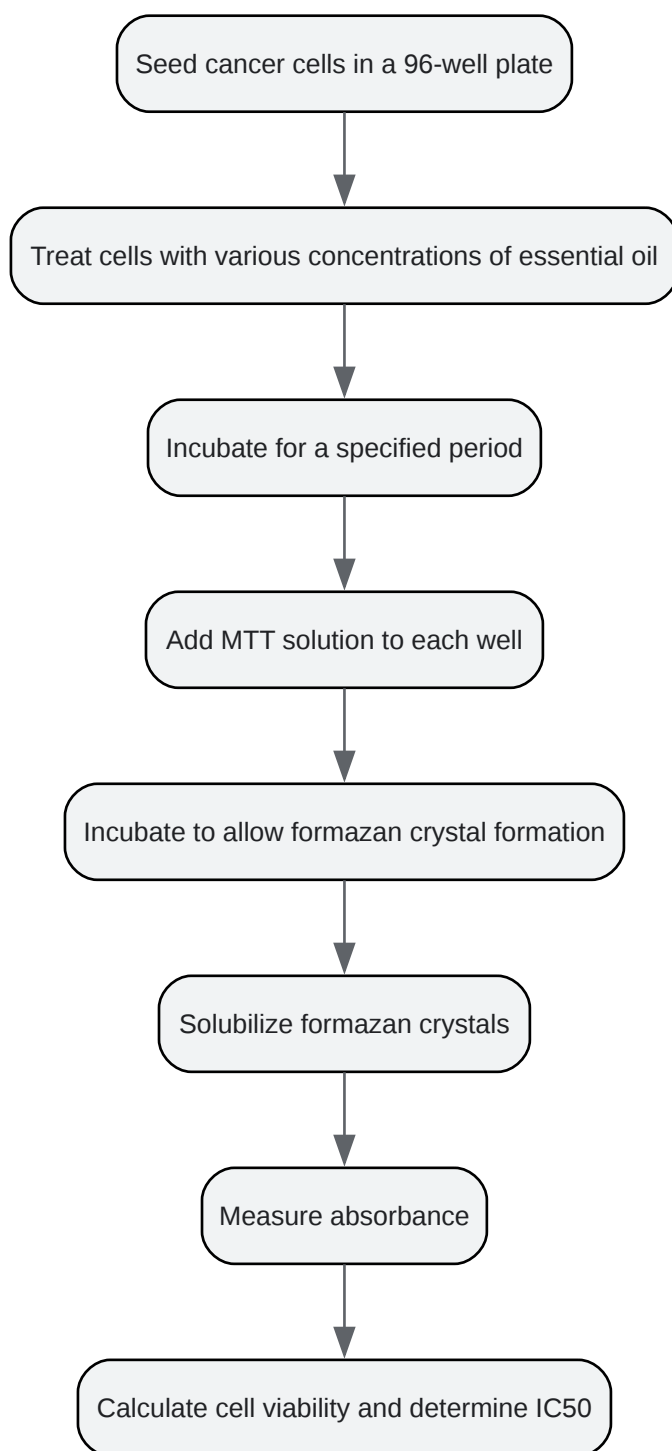 Seed cancer cells in a 96-well plate
Treat cells with various concentrations of essential oil
Incubate for a specified period
Add MTT solution to each well
Incubate to allow formazan crystal formation
Solubilize formazan crystals
Measure absorbance
Calculate cell viability and determine IC50